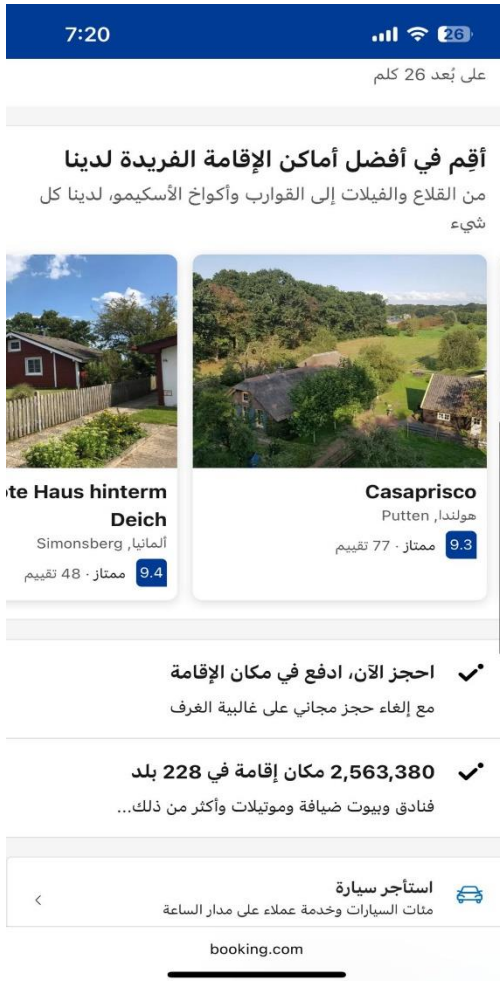 7:20
26
على بُعد 26 كلم
أقِم في أفضل أماكن الإقامة الفريدة لدينا
من القلاع والفيلات إلى القوارب وأكواخ الأسكيمو، لدينا كل
شيء
Casaprisco
هولندا, Putten
9.3 ممتاز · 77 تقييم
te Haus hinterm
Deich
ألمانيا, Simonsberg
9.4 ممتاز · 48 تقييم
احجز الآن، ادفع في مكان الإقامة
مع إلغاء حجز مجاني على غالبية الغرف
2,563,380 مكان إقامة في 228 بلد
فنادق وبيوت ضيافة وموتيلات وأكثر من ذلك...
استأجر سيارة
مئات السيارات وخدمة عملاء على مدار الساعة
booking.com